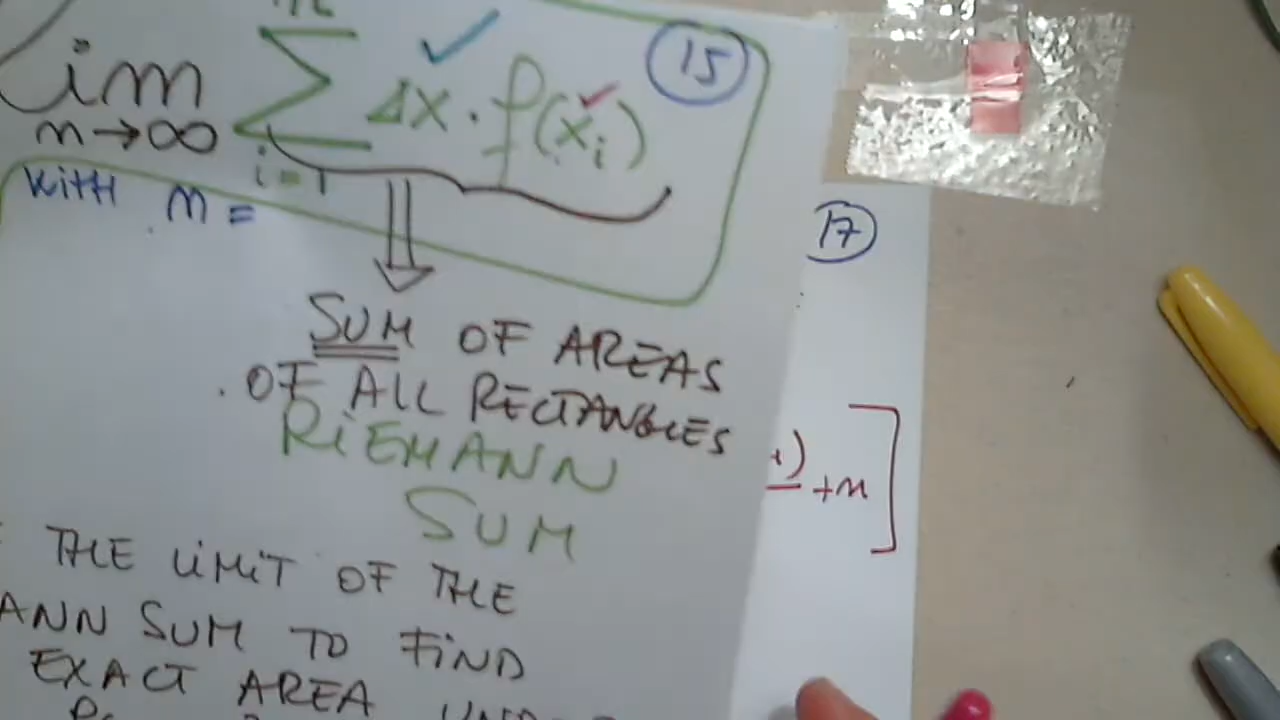 lim Σ Δx · f(xᵢ) 15
n→∞ i=1
WITH n =
17
SUM OF AREAS
OF ALL RECTANGLES
RIEMANN
SUM
+n ]
THE LIMIT OF THE
ANN SUM TO FIND
EXACT AREA